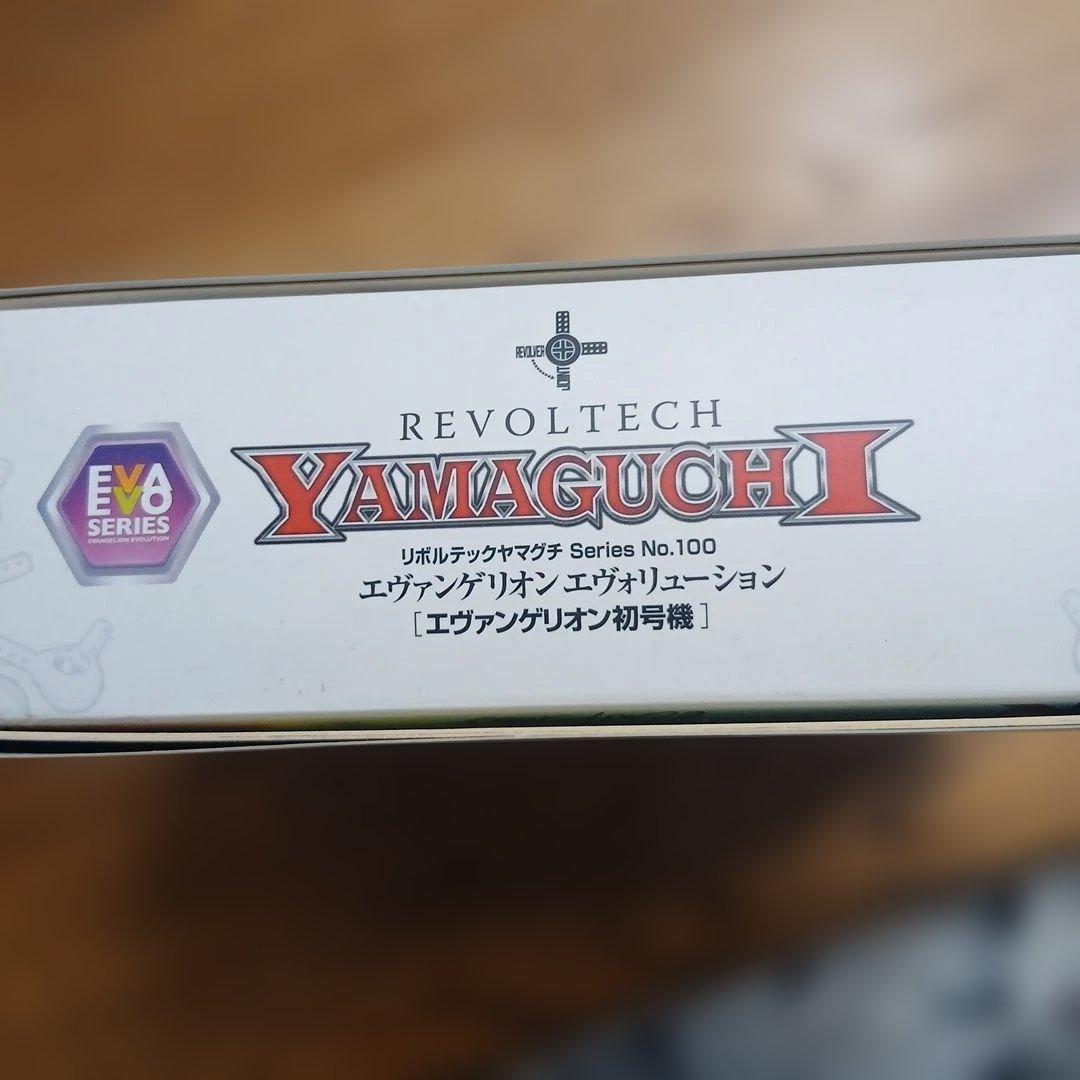 REVOLVER
JOINT
REVOLTECH
YAMAGUCHI
EVA
EVO
SERIES
EVANGELION EVOLUTION
リボルテックヤマグチ Series No.100
エヴァンゲリオン エヴォリューション
[エヴァンゲリオン初号機]